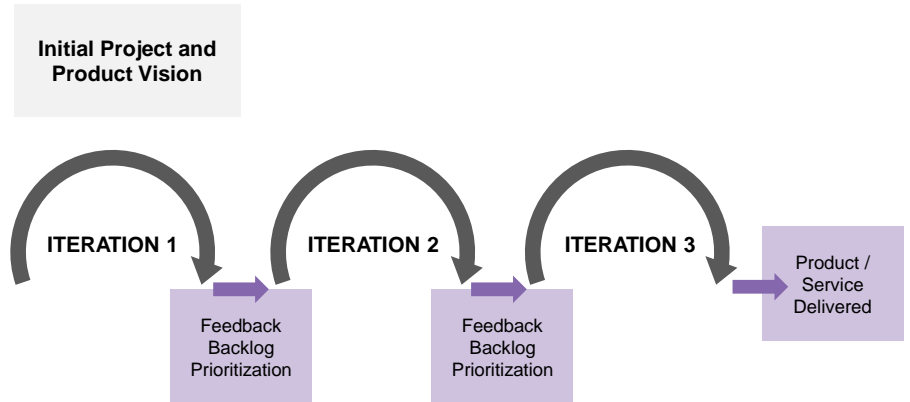 Initial Project and
Product Vision
ITERATION 1
ITERATION 2
ITERATION 3
Product /
Service
Delivered
Feedback
Backlog
Prioritization
Feedback
Backlog
Prioritization